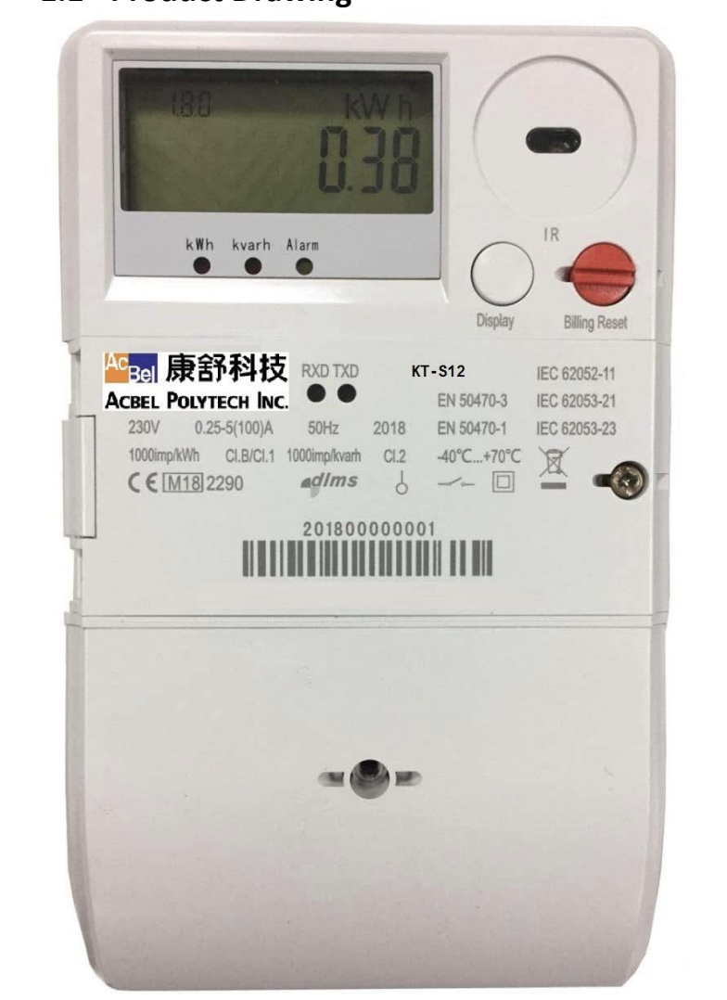 1.8.0 kWh
0.38
kWh kvarh Alarm
IR
Display Billing Reset
AcBel 康舒科技
ACBEL POLYTECH INC.
RXD TXD
KT-S12
IEC 62052-11
EN 50470-3 IEC 62053-21
230V 0.25-5(100)A 50Hz 2018 EN 50470-1 IEC 62053-23
1000imp/kWh Cl.B/Cl.1 1000imp/kvarh Cl.2 -40℃...+70℃
CE M18 2290 dlms
201800000001